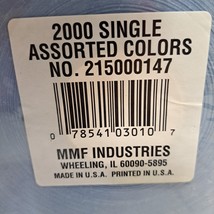 2000 SINGLE
ASSORTED COLORS
NO. 215000147
0 78541 03010 7
MMF INDUSTRIES
WHEELING, IL 60090-5895
MADE IN U.S.A. PRINTED IN U.S.A.